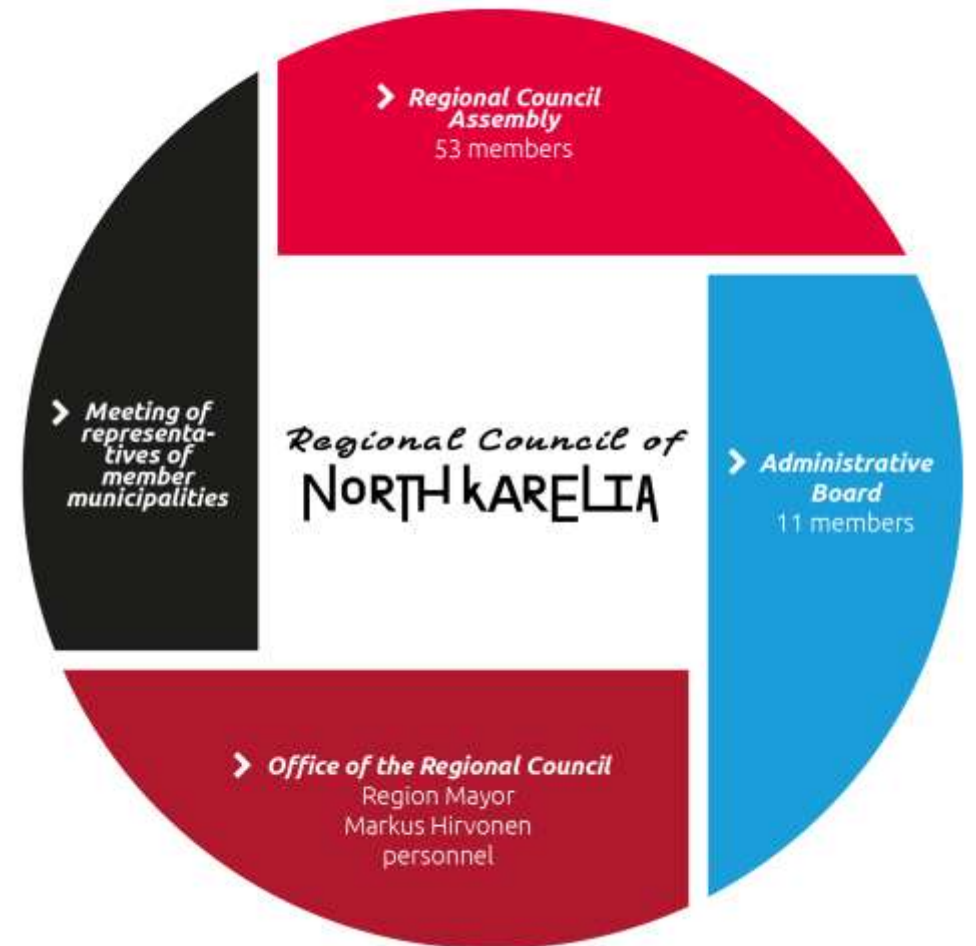 Regional Council
Assembly
53 members
Meeting of
representa-
tives of
member
municipalities
Regional Council of
NORTH KARELIA
Administrative
Board
11 members
Office of the Regional Council
Region Mayor
Markus Hirvonen
personnel